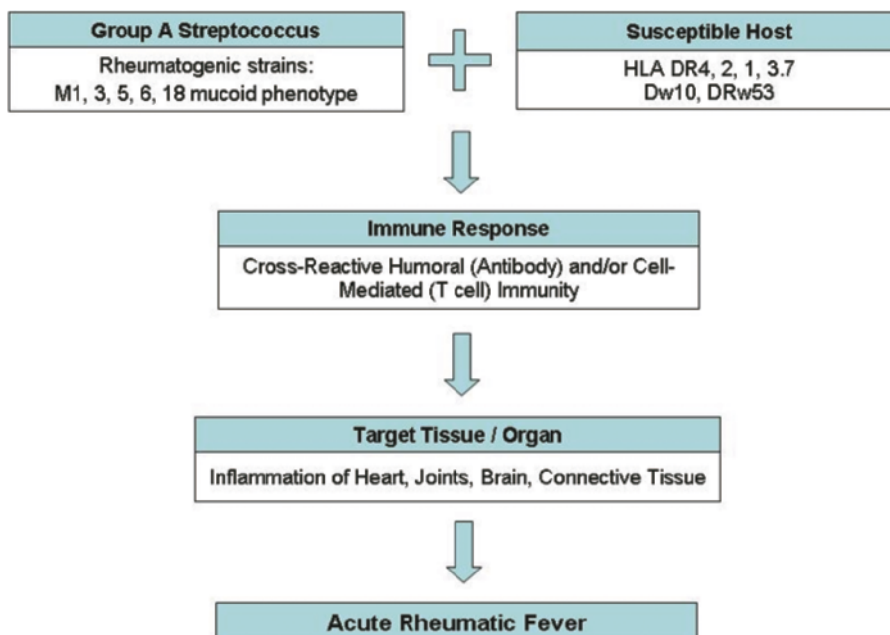 Group A Streptococcus
Rheumatogenic strains:
M1, 3, 5, 6, 18 mucoid phenotype
Susceptible Host
HLA DR4, 2, 1, 3.7
Dw10, DRw53
Immune Response
Cross-Reactive Humoral (Antibody) and/or Cell-
Mediated (T cell) Immunity
Target Tissue / Organ
Inflammation of Heart, Joints, Brain, Connective Tissue
Acute Rheumatic Fever